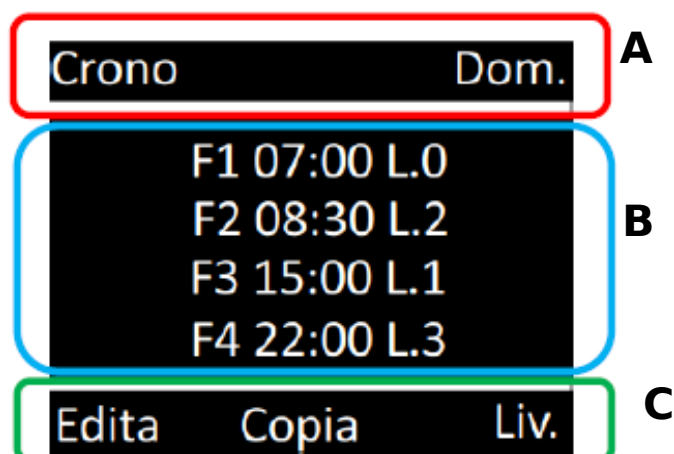 Crono Dom. A
F1 07:00 L.0
F2 08:30 L.2
B
F3 15:00 L.1
F4 22:00 L.3
Edita Copia Liv. C